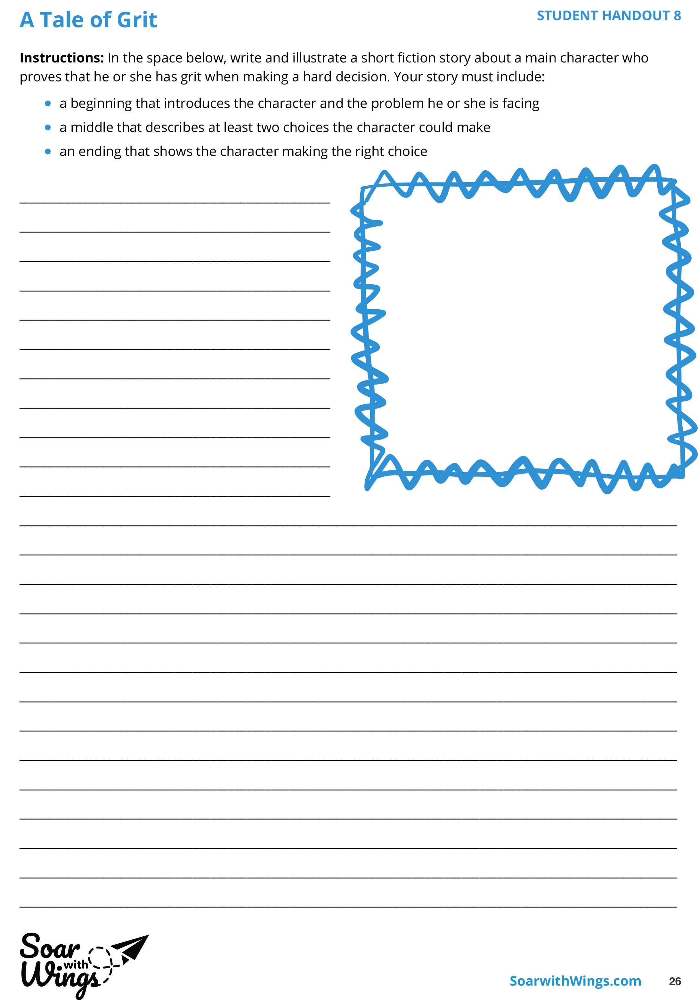 A Tale of Grit
STUDENT HANDOUT 8
Instructions: In the space below, write and illustrate a short fiction story about a main character who
proves that he or she has grit when making a hard decision. Your story must include:
• a beginning that introduces the character and the problem he or she is facing
• a middle that describes at least two choices the character could make
• an ending that shows the character making the right choice
Soar
with
Wings
SoarwithWings.com
26